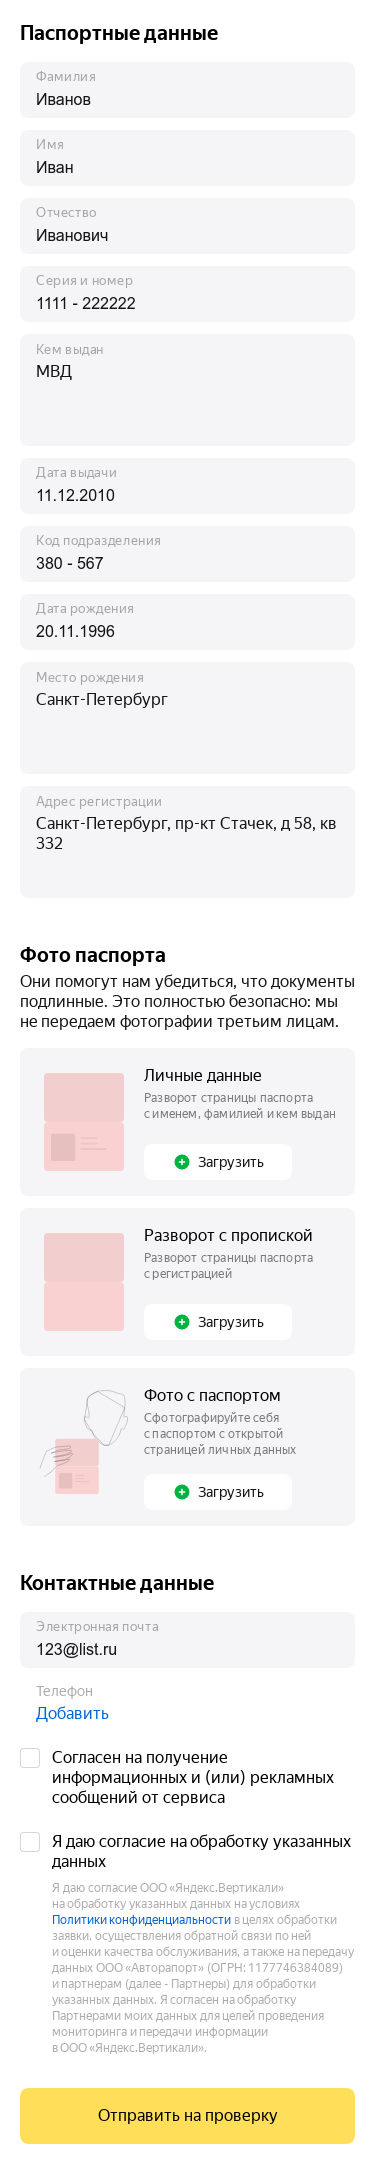 Паспортные данные
Фамилия
Иванов
Имя
Иван
Отчество
Иванович
Серия и номер
1111 - 222222
Кем выдан
МВД
Дата выдачи
11.12.2010
Код подразделения
380 - 567
Дата рождения
20.11.1996
Место рождения
Санкт-Петербург
Адрес регистрации
Санкт-Петербург, пр-кт Стачек, д 58, кв
332
Фото паспорта
Они помогут нам убедиться, что документы
подлинные. Это полностью безопасно: мы
не передаем фотографии третьим лицам.
Личные данные
Разворот страницы паспорта
с именем, фамилией и кем выдан
Загрузить
Разворот с пропиской
Разворот страницы паспорта
с регистрацией
Загрузить
Фото с паспортом
Сфотографируйте себя
с паспортом с открытой
страницей личных данных
Загрузить
Контактные данные
Электронная почта
123@list.ru
Телефон
Добавить
Согласен на получение
информационных и (или) рекламных
сообщений от сервиса
Я даю согласие на обработку указанных
данных
Я даю согласие ООО «Яндекс.Вертикали»
на обработку указанных данных на условиях
Политики конфиденциальности в целях обработки
заявки, осуществления обратной связи по ней
и оценки качества обслуживания, а также на передачу
данных ООО «Авторапорт» (ОГРН: 1177746384089)
и партнерам (далее - Партнеры) для обработки
указанных данных. Я согласен на обработку
Партнерами моих данных для целей проведения
мониторинга и передачи информации
в ООО «Яндекс.Вертикали».
Отправить на проверку